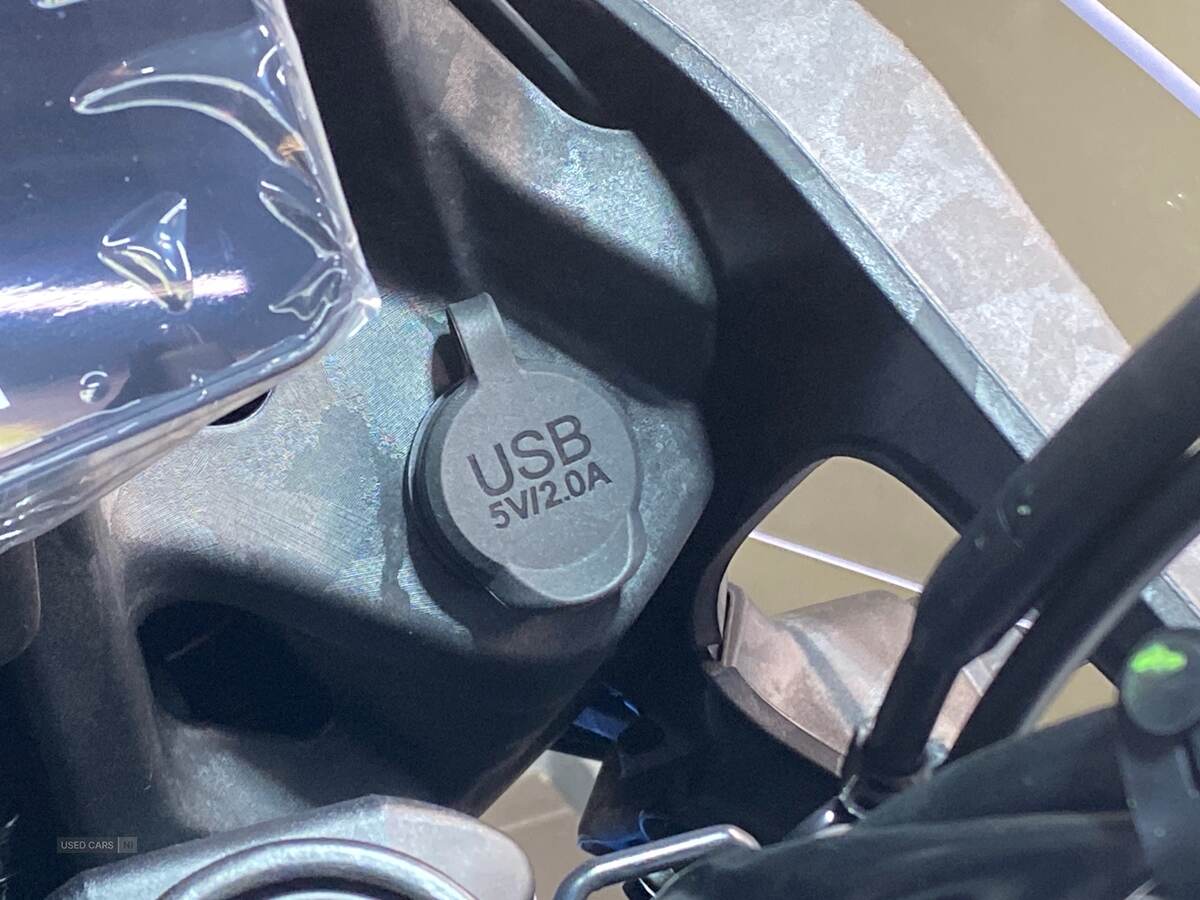 USB
5V/2.0A
USED CARS NI